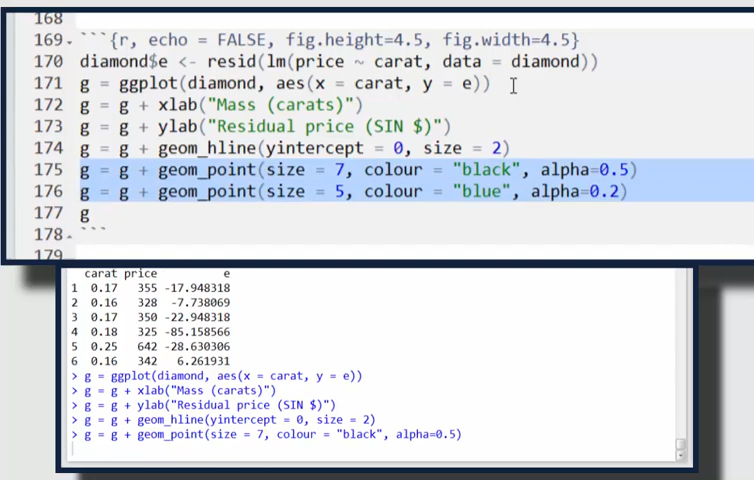 168
169 ```{r, echo = FALSE, fig.height=4.5, fig.width=4.5}
170 diamond$e <- resid(lm(price ~ carat, data = diamond))
171 g = ggplot(diamond, aes(x = carat, y = e))
172 g = g + xlab("Mass (carats)")
173 g = g + ylab("Residual price (SIN $)")
174 g = g + geom_hline(yintercept = 0, size = 2)
175 g = g + geom_point(size = 7, colour = "black", alpha=0.5)
176 g = g + geom_point(size = 5, colour = "blue", alpha=0.2)
177 g
178 ```
179
carat price e
1 0.17 355 -17.948318
2 0.16 328 -7.738069
3 0.17 350 -22.948318
4 0.18 325 -85.158566
5 0.25 642 -28.630306
6 0.16 342 6.261931
> g = ggplot(diamond, aes(x = carat, y = e))
> g = g + xlab("Mass (carats)")
> g = g + ylab("Residual price (SIN $)")
> g = g + geom_hline(yintercept = 0, size = 2)
> g = g + geom_point(size = 7, colour = "black", alpha=0.5)